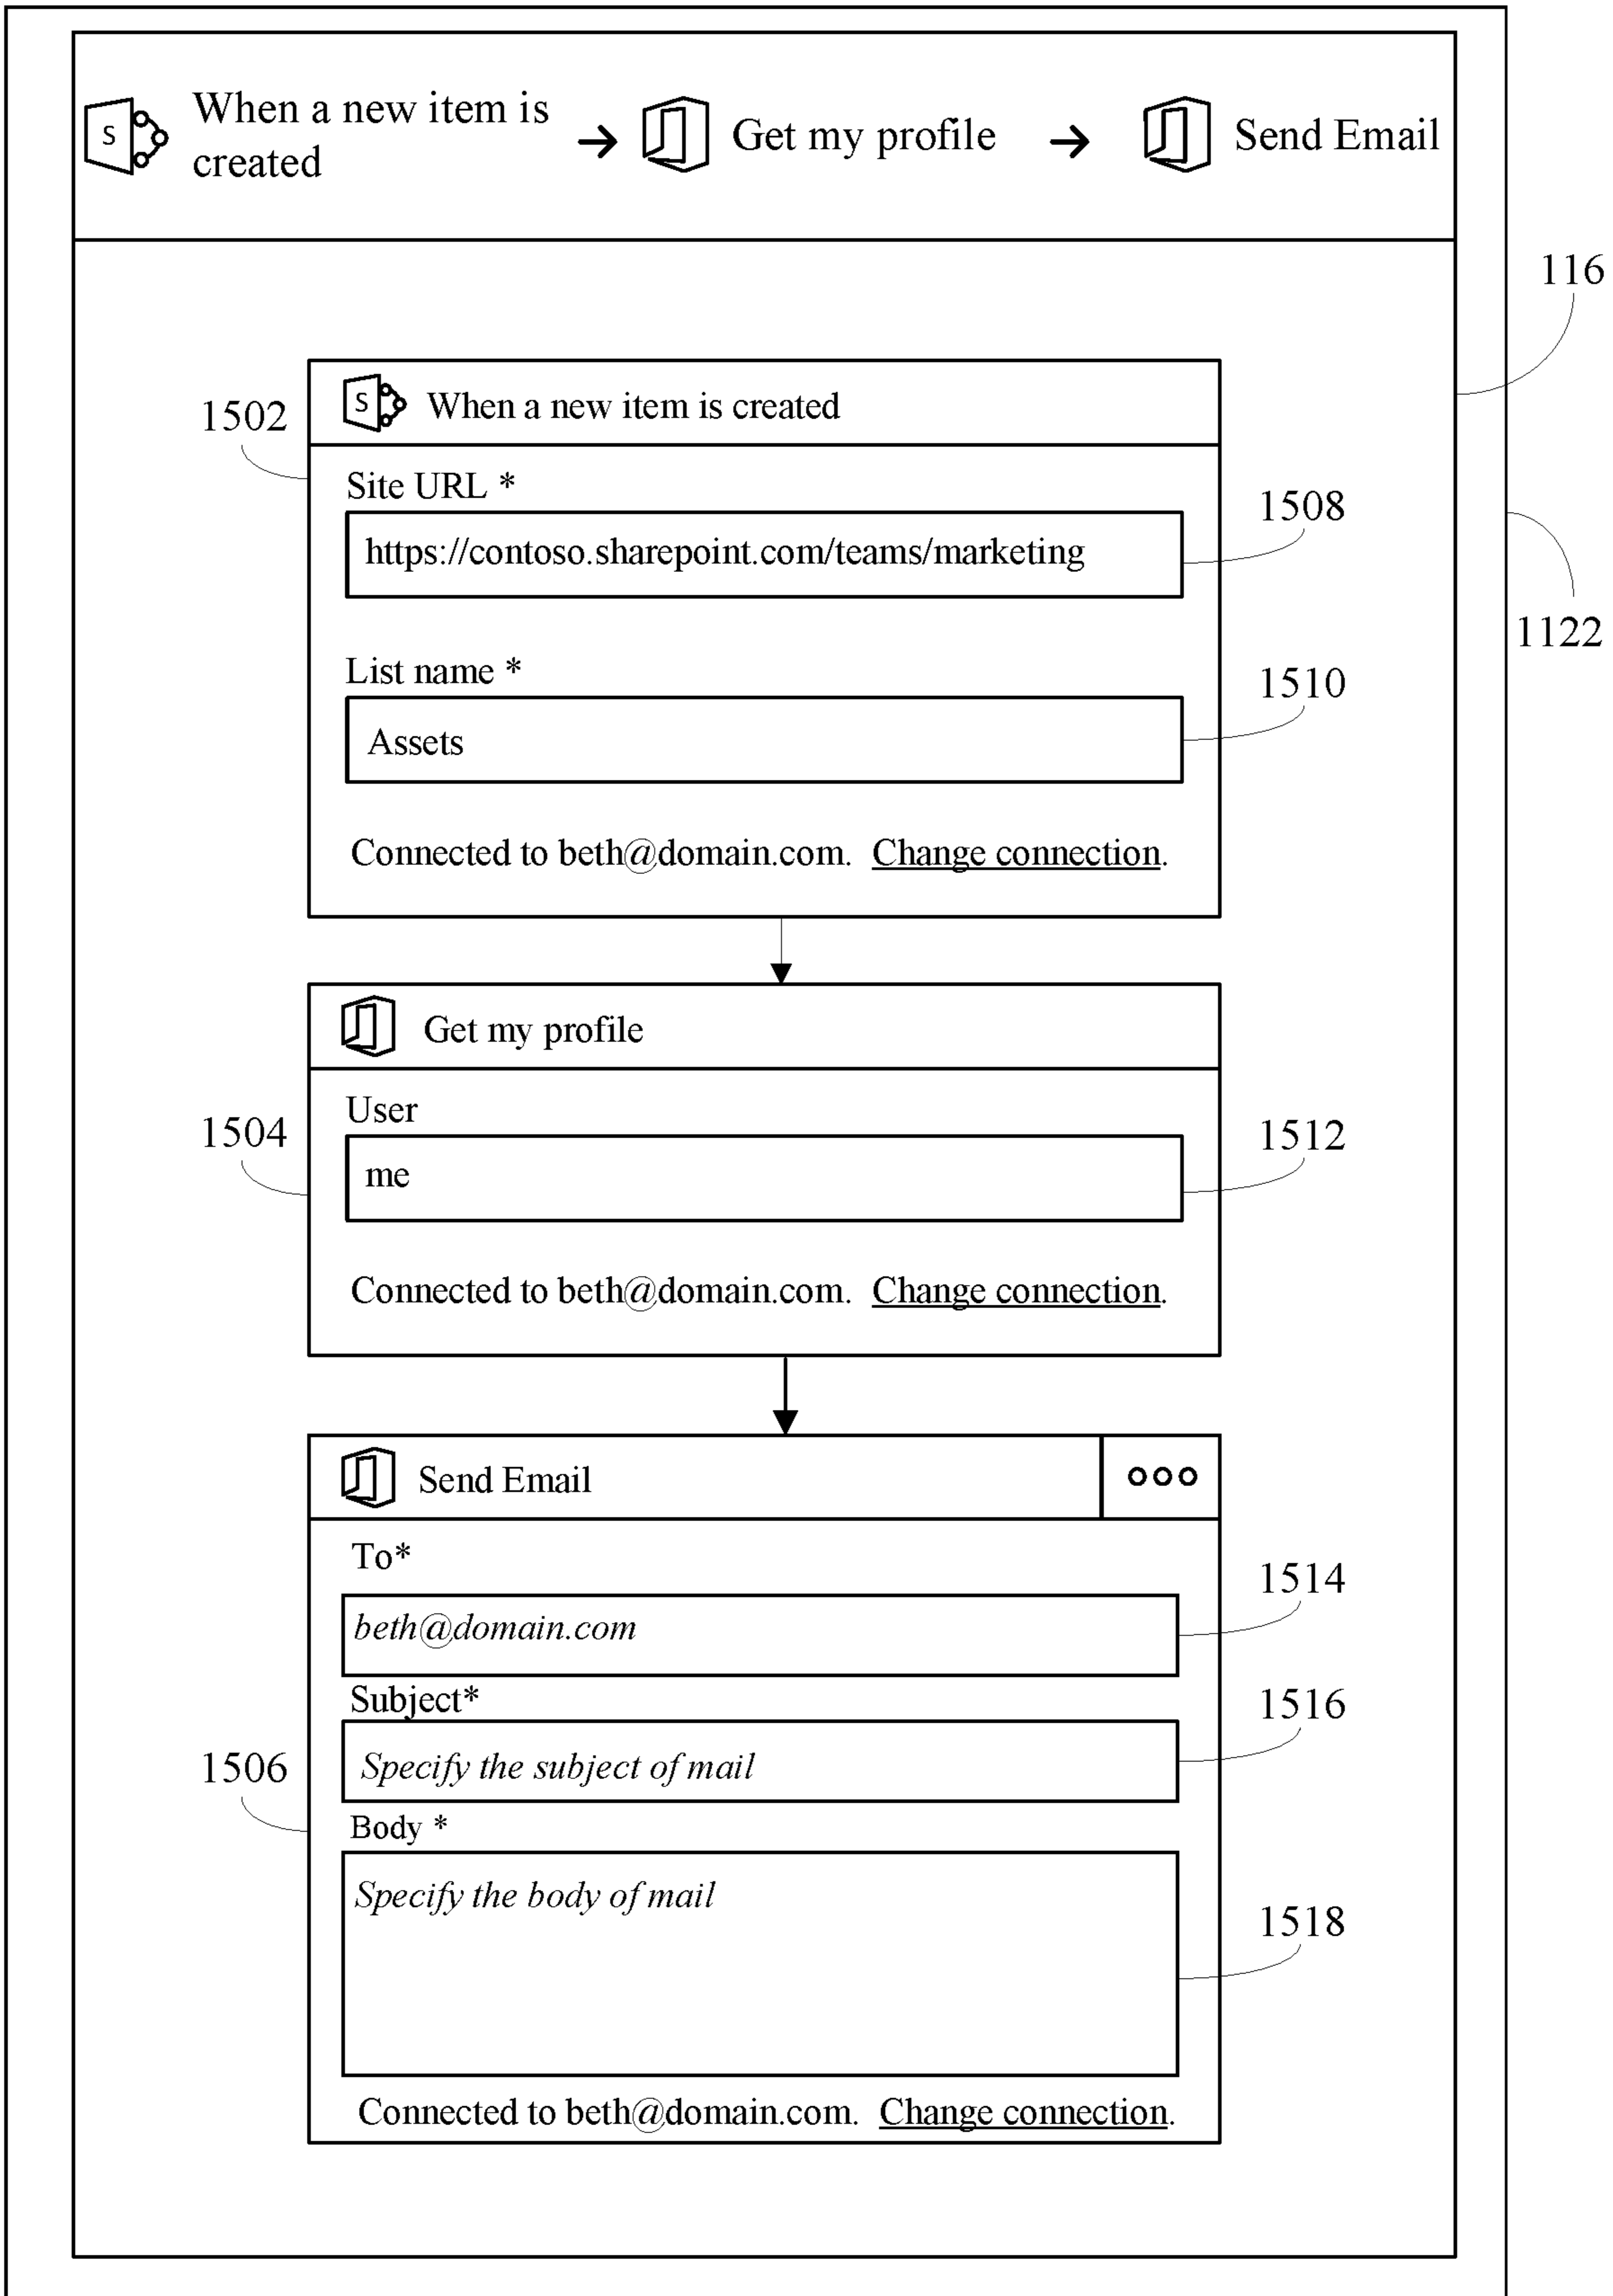 When a new item is
created
→ Get my profile → Send Email
116
S When a new item is created
1502
Site URL *
1508
https://contoso.sharepoint.com/teams/marketing
1122
List name *
1510
Assets
Connected to beth@domain.com. Change connection.
Get my profile
User
1504
1512
me
Connected to beth@domain.com. Change connection.
Send Email
To*
1514
beth@domain.com
Subject*
1516
Specify the subject of mail
1506
Body *
Specify the body of mail
1518
Connected to beth@domain.com. Change connection.